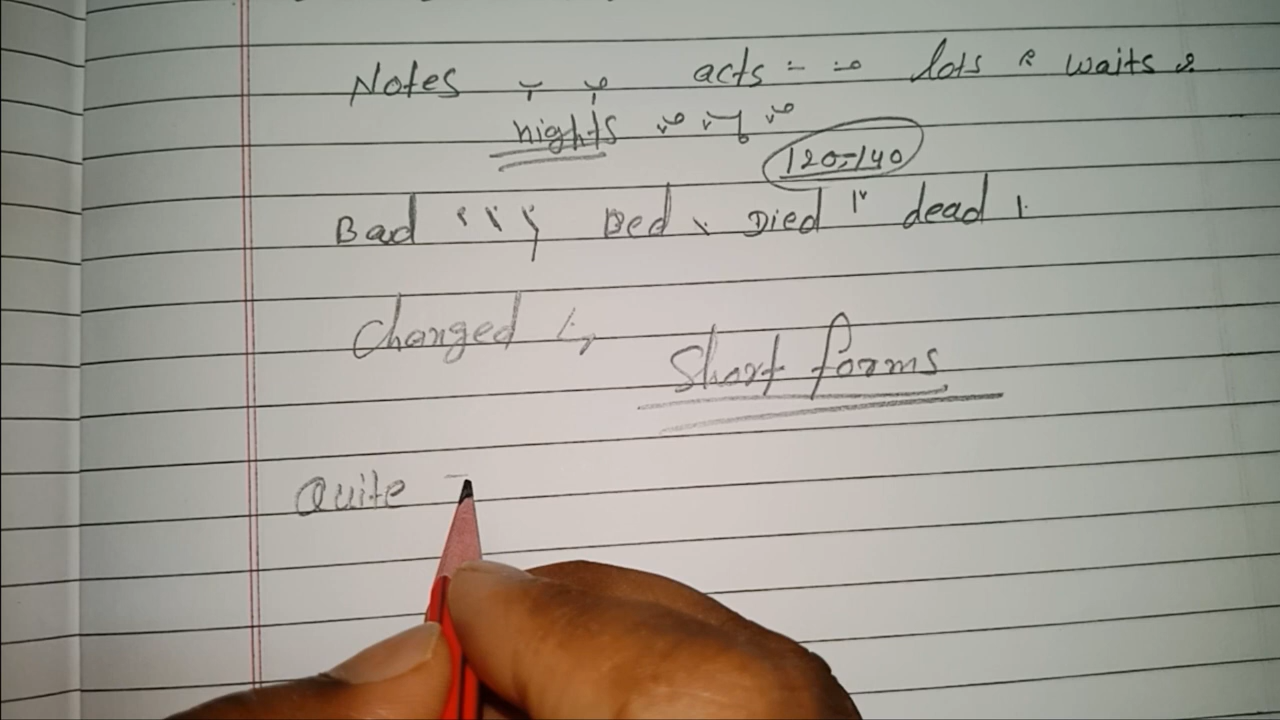 Notes acts = lots waits
nights
120-140
Bad Bed Died dead
Changed
Short forms
Quite